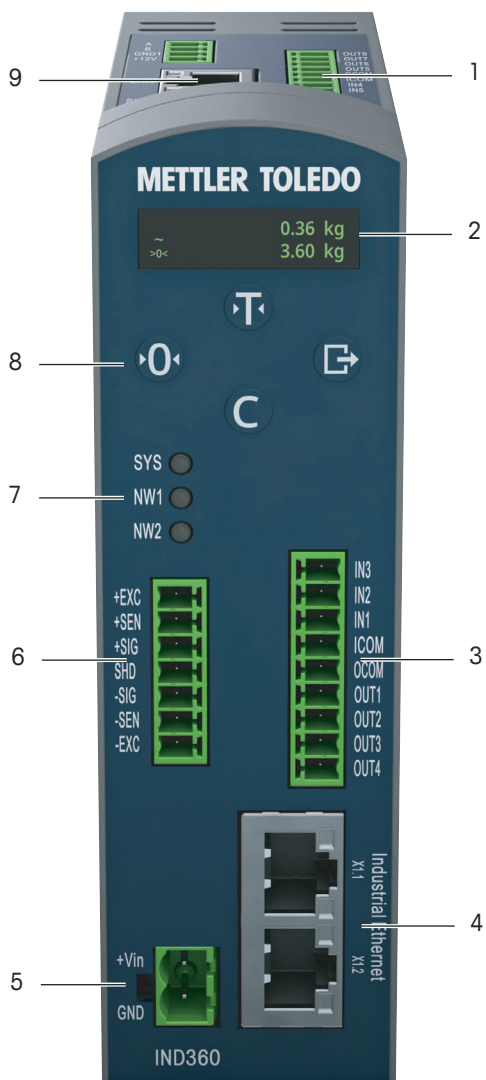 A
B
GND1
+12V
OUT8
OUT7
OUT6
OUT5
OCOM
ICOM
IN4
IN5
9
1
METTLER TOLEDO
~ 0.36 kg
>0< 3.60 kg
2
T
8
0
C
SYS
7
NW1
NW2
+EXC
+SEN
+SIG
6
SHD
-SIG
-SEN
-EXC
IN3
IN2
IN1
ICOM
3
OCOM
OUT1
OUT2
OUT3
OUT4
X1.1
Industrial Ethernet
4
X1.2
+Vin
5
GND
IND360